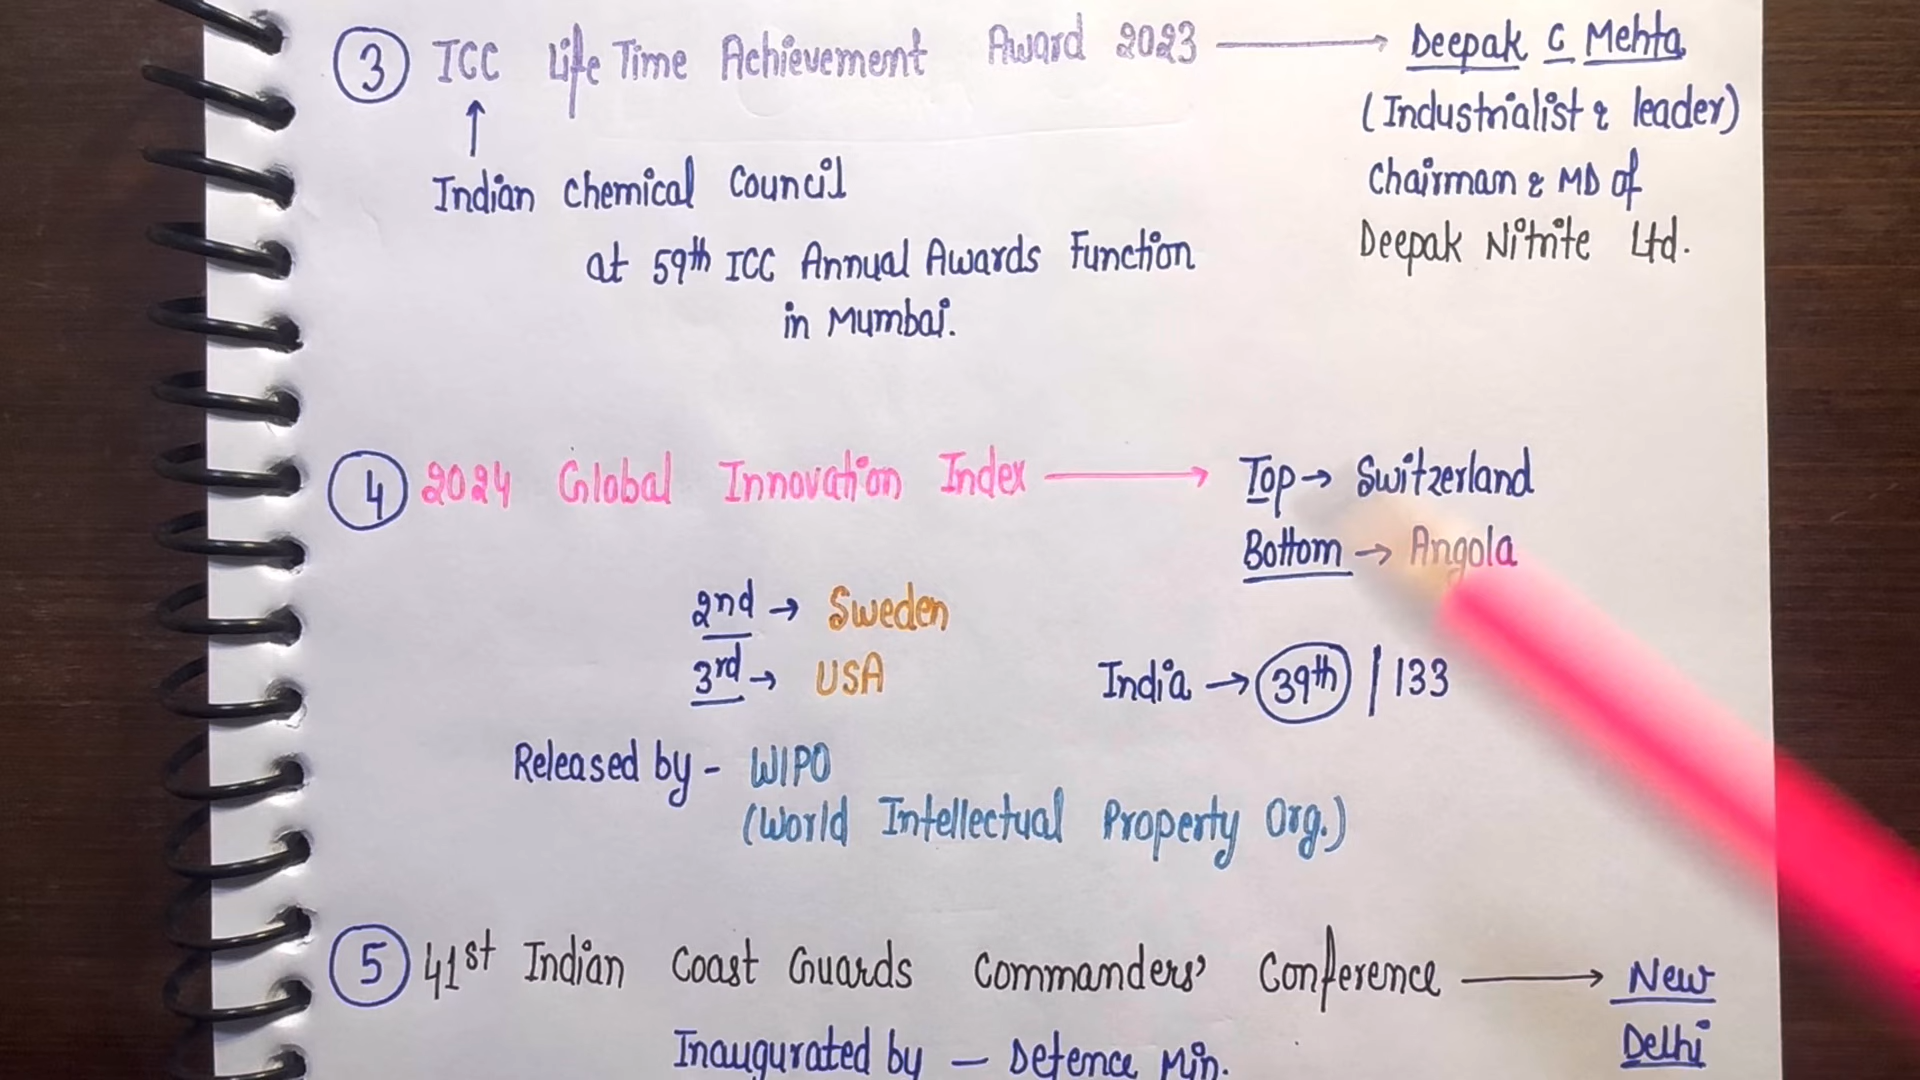 3 ICC Life Time Achievement Award 2023 → Deepak C Mehta
(Industrialist & leader)
↑
Indian Chemical Council
Chairman & MD of
at 59th ICC Annual Awards Function
Deepak Nitrite Ltd.
in Mumbai.
4 2024 Global Innovation Index → Top → Switzerland
Bottom → Angola
2nd → Sweden
3rd → USA
India → 39th / 133
Released by - WIPO
(World Intellectual Property Org.)
5 41st Indian Coast Guards Commanders' Conference → New
Delhi
Inaugurated by - Defence Min.